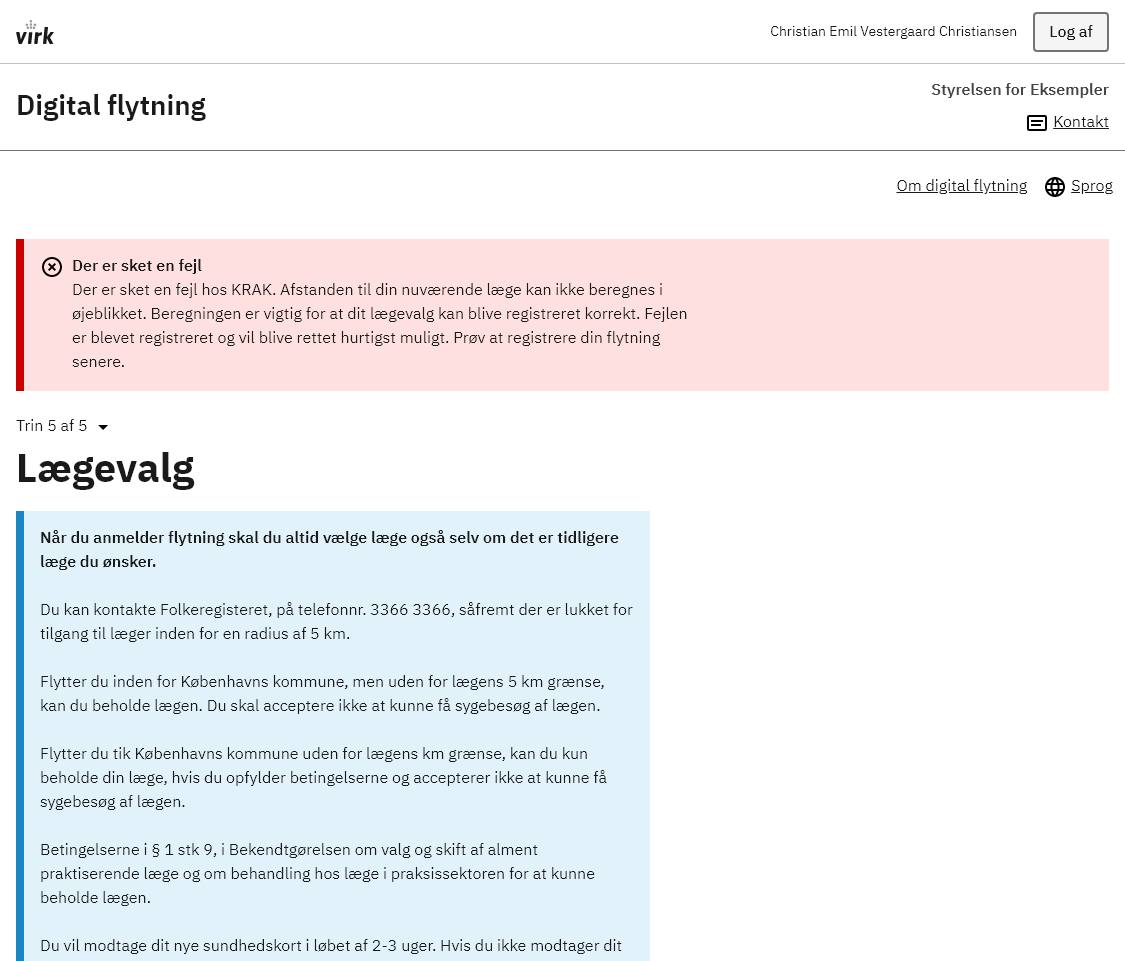 virk
Christian Emil Vestergaard Christiansen
Log af
Digital flytning
Styrelsen for Eksempler
Kontakt
Om digital flytning
Sprog
Der er sket en fejl
Der er sket en fejl hos KRAK. Afstanden til din nuværende læge kan ikke beregnes i
øjeblikket. Beregningen er vigtig for at dit lægevalg kan blive registreret korrekt. Fejlen
er blevet registreret og vil blive rettet hurtigst muligt. Prøv at registrere din flytning
senere.
Trin 5 af 5
Lægevalg
Når du anmelder flytning skal du altid vælge læge også selv om det er tidligere
læge du ønsker.
Du kan kontakte Folkeregisteret, på telefonnr. 3366 3366, såfremt der er lukket for
tilgang til læger inden for en radius af 5 km.
Flytter du inden for Københavns kommune, men uden for lægens 5 km grænse,
kan du beholde lægen. Du skal acceptere ikke at kunne få sygebesøg af lægen.
Flytter du tik Københavns kommune uden for lægens km grænse, kan du kun
beholde din læge, hvis du opfylder betingelserne og accepterer ikke at kunne få
sygebesøg af lægen.
Betingelserne i § 1 stk 9, i Bekendtgørelsen om valg og skift af alment
praktiserende læge og om behandling hos læge i praksissektoren for at kunne
beholde lægen.
Du vil modtage dit nye sundhedskort i løbet af 2-3 uger. Hvis du ikke modtager dit